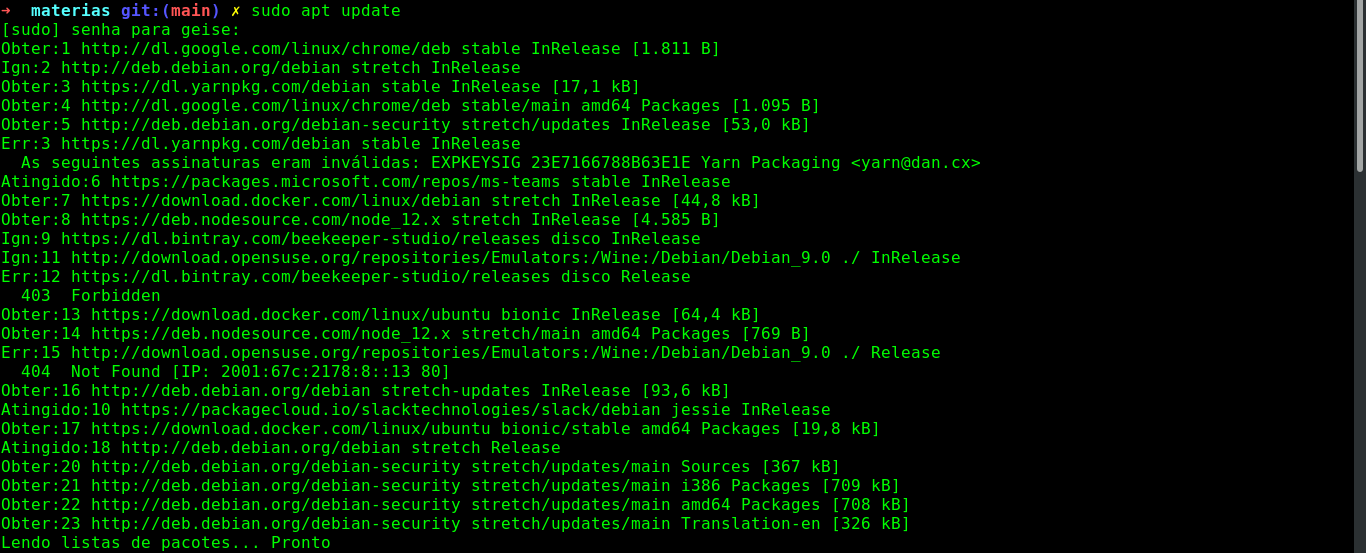 ➜  materias git:(main) ✗ sudo apt update
[sudo] senha para geise:
Obter:1 http://dl.google.com/linux/chrome/deb stable InRelease [1.811 B]
Ign:2 http://deb.debian.org/debian stretch InRelease
Obter:3 https://dl.yarnpkg.com/debian stable InRelease [17,1 kB]
Obter:4 http://dl.google.com/linux/chrome/deb stable/main amd64 Packages [1.095 B]
Obter:5 http://deb.debian.org/debian-security stretch/updates InRelease [53,0 kB]
Err:3 https://dl.yarnpkg.com/debian stable InRelease
  As seguintes assinaturas eram inválidas: EXPKEYSIG 23E7166788B63E1E Yarn Packaging <yarn@dan.cx>
Atingido:6 https://packages.microsoft.com/repos/ms-teams stable InRelease
Obter:7 https://download.docker.com/linux/debian stretch InRelease [44,8 kB]
Obter:8 https://deb.nodesource.com/node_12.x stretch InRelease [4.585 B]
Ign:9 https://dl.bintray.com/beekeeper-studio/releases disco InRelease
Ign:11 http://download.opensuse.org/repositories/Emulators:/Wine:/Debian/Debian_9.0 ./ InRelease
Err:12 https://dl.bintray.com/beekeeper-studio/releases disco Release
  403  Forbidden
Obter:13 https://download.docker.com/linux/ubuntu bionic InRelease [64,4 kB]
Obter:14 https://deb.nodesource.com/node_12.x stretch/main amd64 Packages [769 B]
Err:15 http://download.opensuse.org/repositories/Emulators:/Wine:/Debian/Debian_9.0 ./ Release
  404  Not Found [IP: 2001:67c:2178:8::13 80]
Obter:16 http://deb.debian.org/debian stretch-updates InRelease [93,6 kB]
Atingido:10 https://packagecloud.io/slacktechnologies/slack/debian jessie InRelease
Obter:17 https://download.docker.com/linux/ubuntu bionic/stable amd64 Packages [19,8 kB]
Atingido:18 http://deb.debian.org/debian stretch Release
Obter:20 http://deb.debian.org/debian-security stretch/updates/main Sources [367 kB]
Obter:21 http://deb.debian.org/debian-security stretch/updates/main i386 Packages [709 kB]
Obter:22 http://deb.debian.org/debian-security stretch/updates/main amd64 Packages [708 kB]
Obter:23 http://deb.debian.org/debian-security stretch/updates/main Translation-en [326 kB]
Lendo listas de pacotes... Pronto